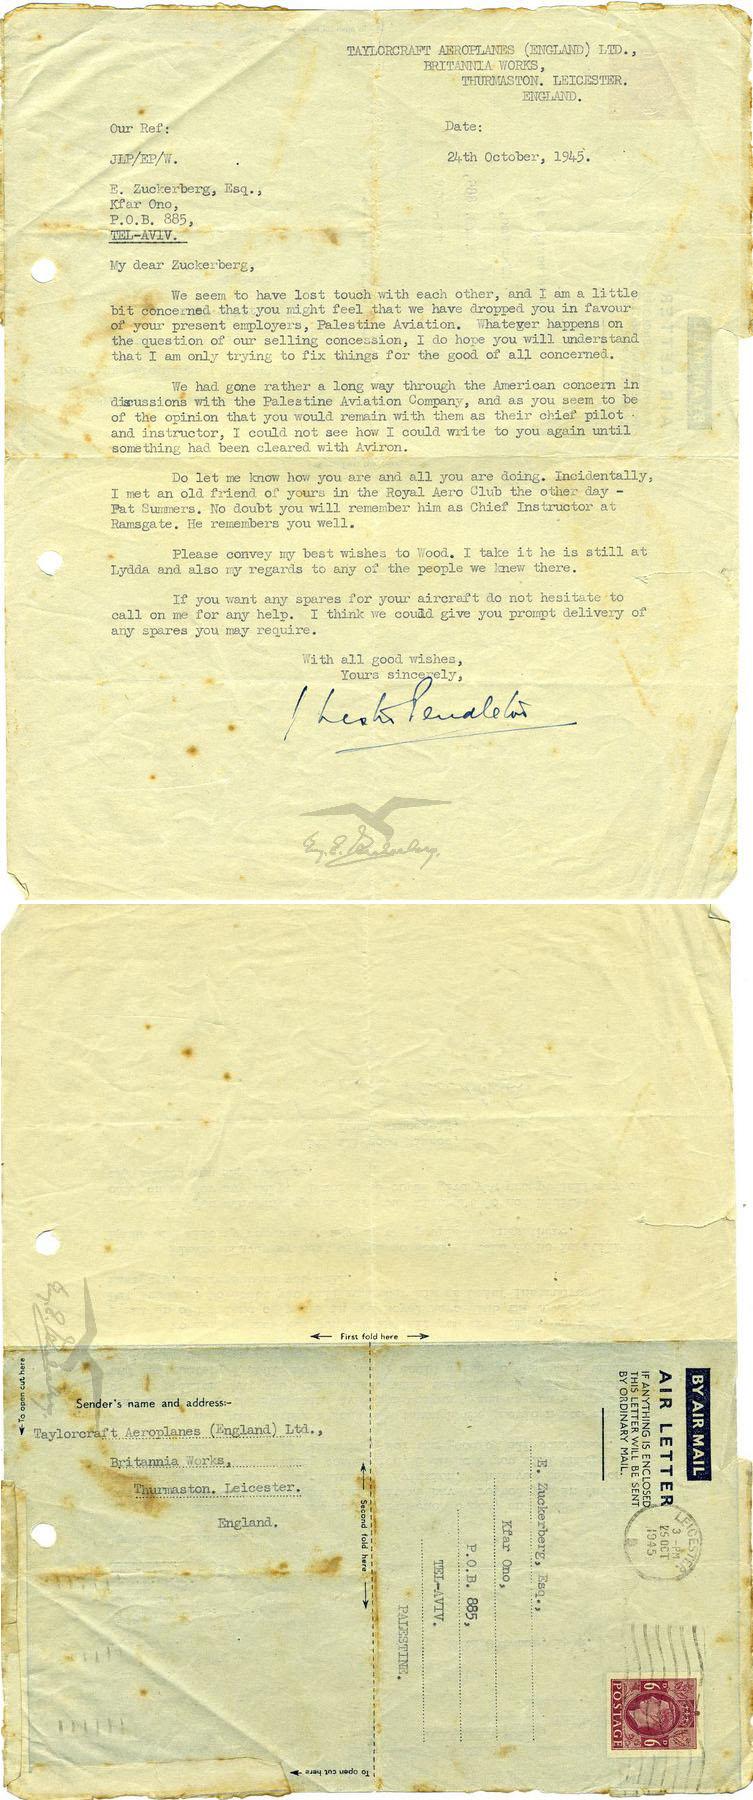 TAYLORCRAFT AEROPLANES (ENGLAND) LTD.,
BRITANNIA WORKS,
THURMASTON. LEICESTER.
ENGLAND.
Our Ref:
Date:
JLP/EP/W.
24th October, 1945.
E. Zuckerberg, Esq.,
Kfar Ono,
P.O.B. 885,
TEL-AVIV.
My dear Zuckerberg,
We seem to have lost touch with each other, and I am a little
bit concerned that you might feel that we have dropped you in favour
of your present employers, Palestine Aviation. Whatever happens on
the question of our selling concession, I do hope you will understand
that I am only trying to fix things for the good of all concerned.
We had gone rather a long way through the American concern in
discussions with the Palestine Aviation Company, and as you seem to be
of the opinion that you would remain with them as their chief pilot
and instructor, I could not see how I could write to you again until
something had been cleared with Aviron.
Do let me know how you are and all you are doing. Incidentally,
I met an old friend of yours in the Royal Aero Club the other day -
Pat Summers. No doubt you will remember him as Chief Instructor at
Ramsgate. He remembers you well.
Please convey my best wishes to Wood. I take it he is still at
Lydda and also my regards to any of the people we knew there.
If you want any spares for your aircraft do not hesitate to
call on me for any help. I think we could give you prompt delivery of
any spares you may require.
With all good wishes,
Yours sincerely,
Pendleton
First fold here
To open cut here
Sender's name and address:-
Taylorcraft Aeroplanes (England) Ltd.,
Britannia Works,
Thurmaston. Leicester.
England.
Second fold here
To open cut here
BY AIR MAIL
AIR LETTER
IF ANYTHING IS ENCLOSED
THIS LETTER WILL BE SENT
BY ORDINARY MAIL.
E. Zuckerberg, Esq.,
Kfar Ono,
P.O.B. 885,
TEL-AVIV.
PALESTINE.
LEICESTER
3 - PM
25 OCT
1945
6D 6D
POSTAGE